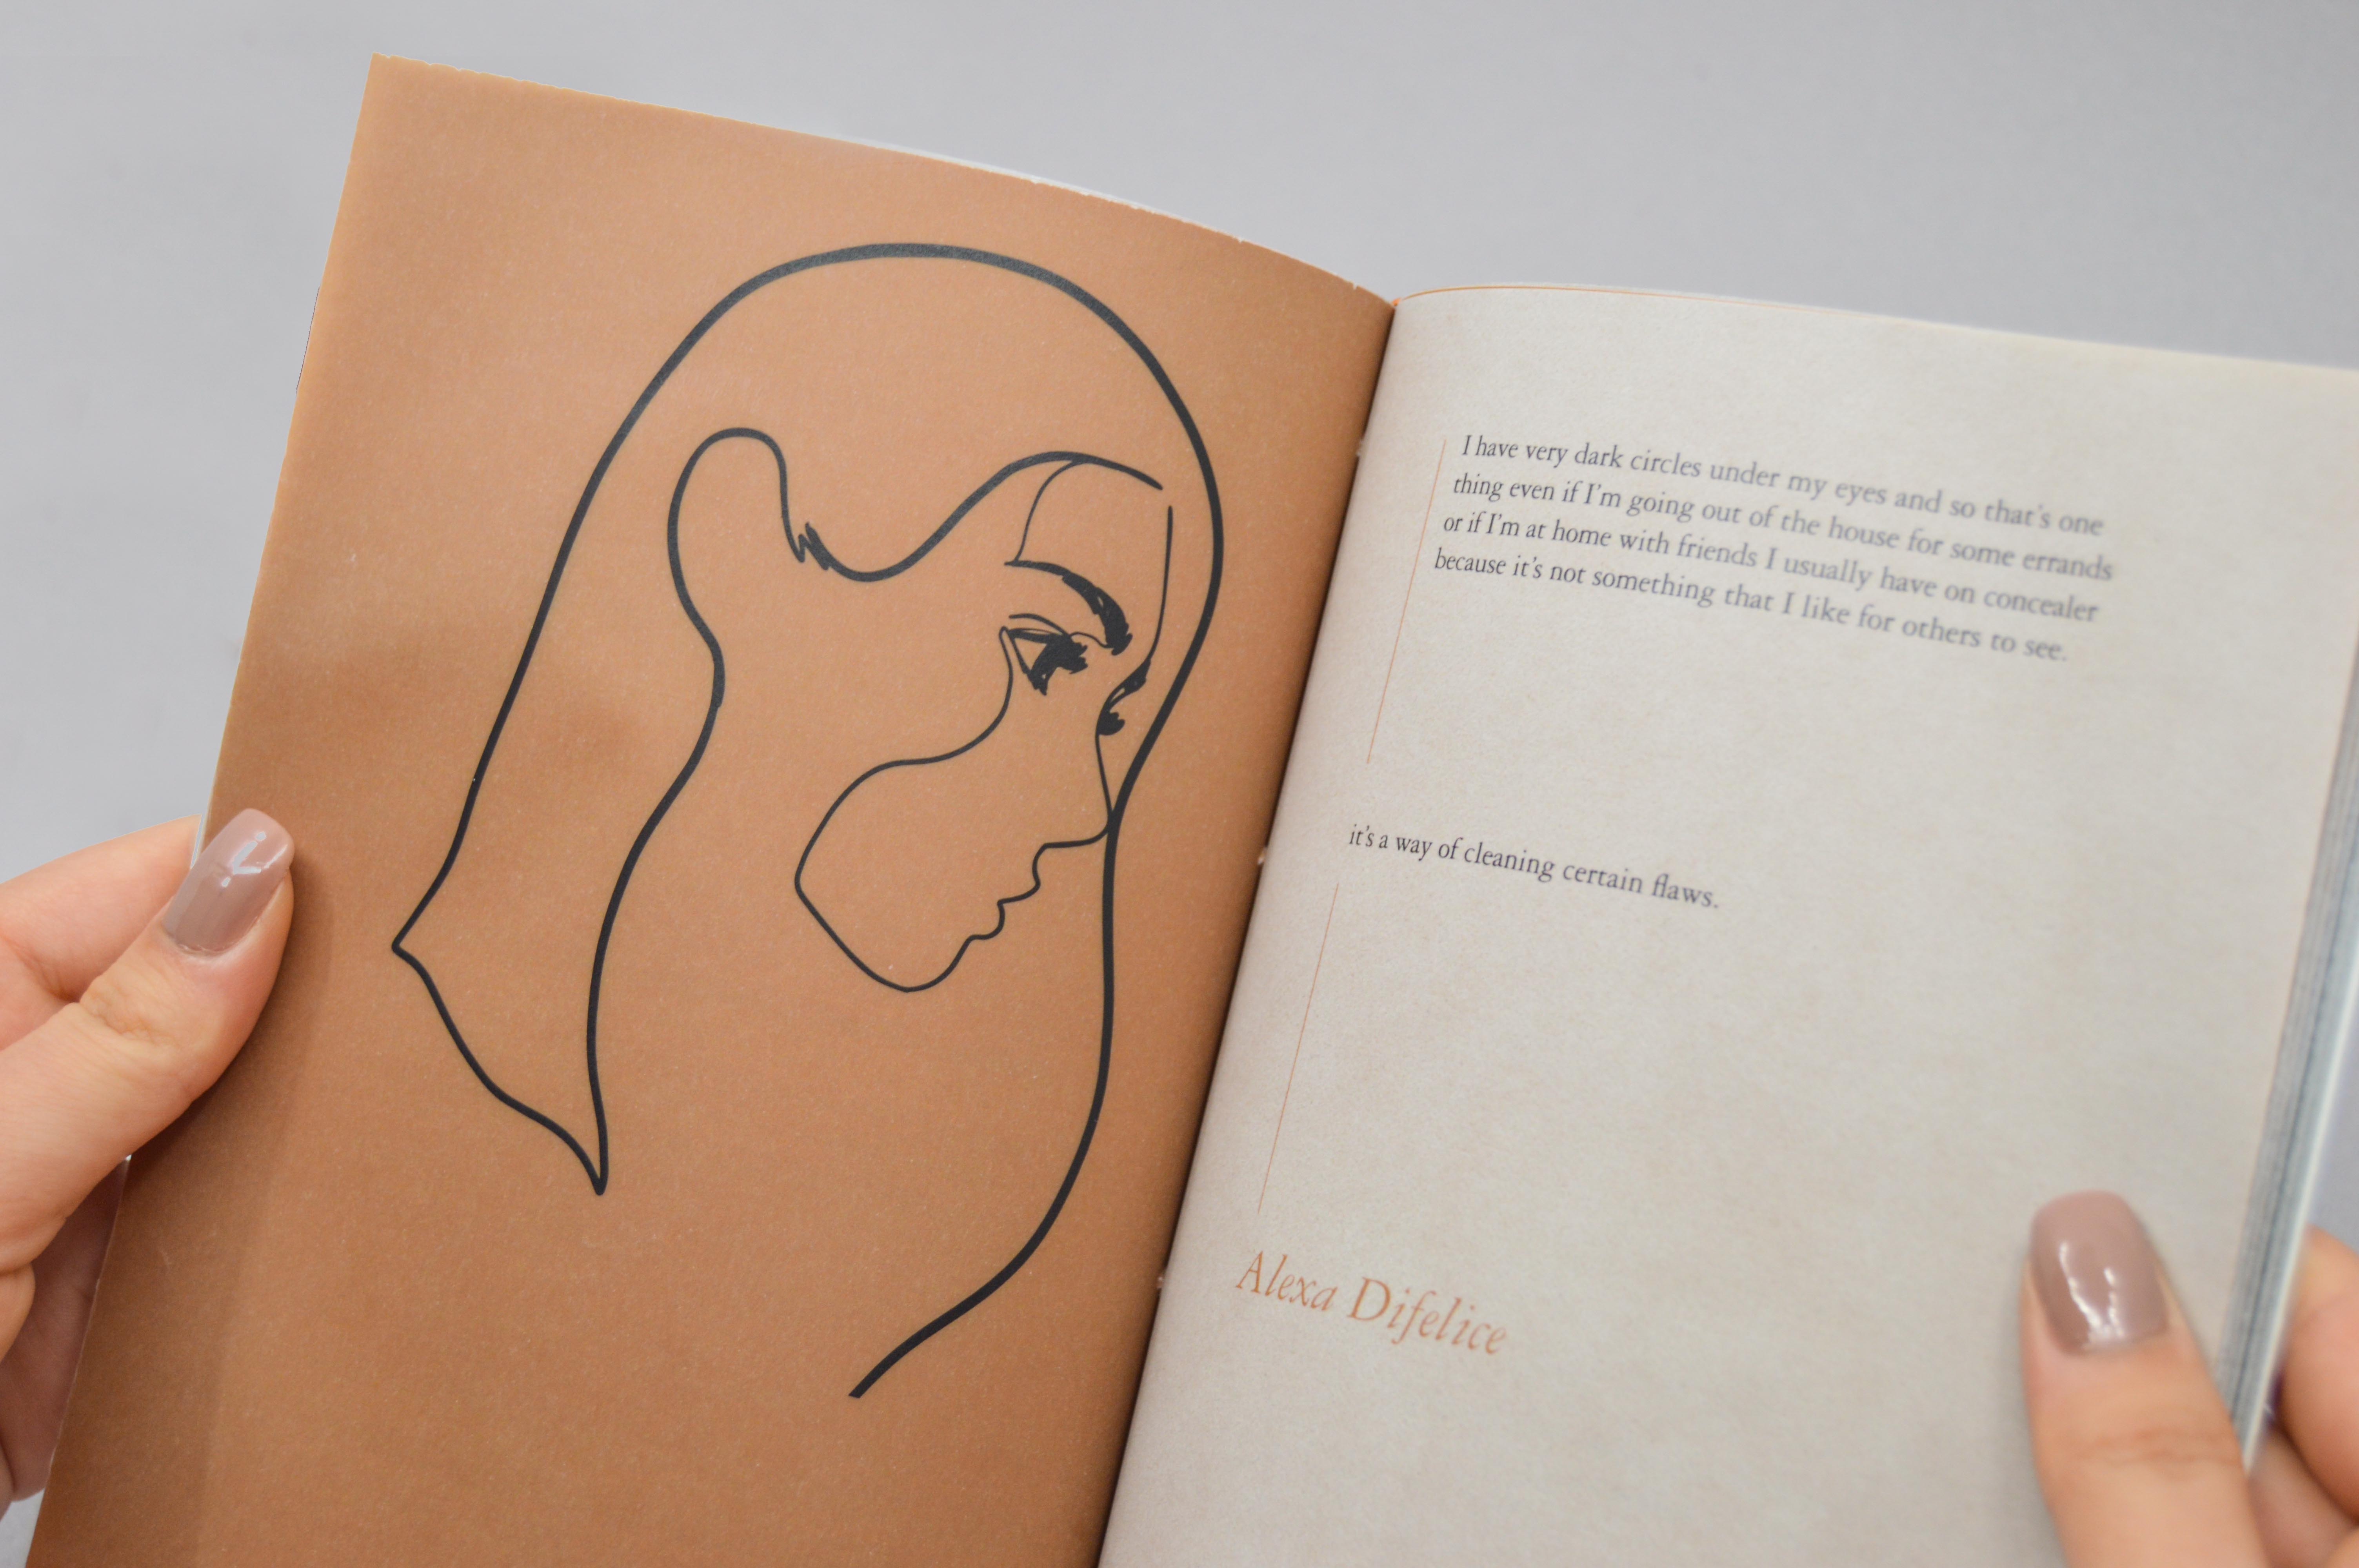 I have very dark circles under my eyes and so that's one
thing even if I'm going out of the house for some errands
or if I'm at home with friends I usually have on concealer
because it's not something that I like for others to see.
it's a way of cleaning certain flaws.
Alexa Difelice